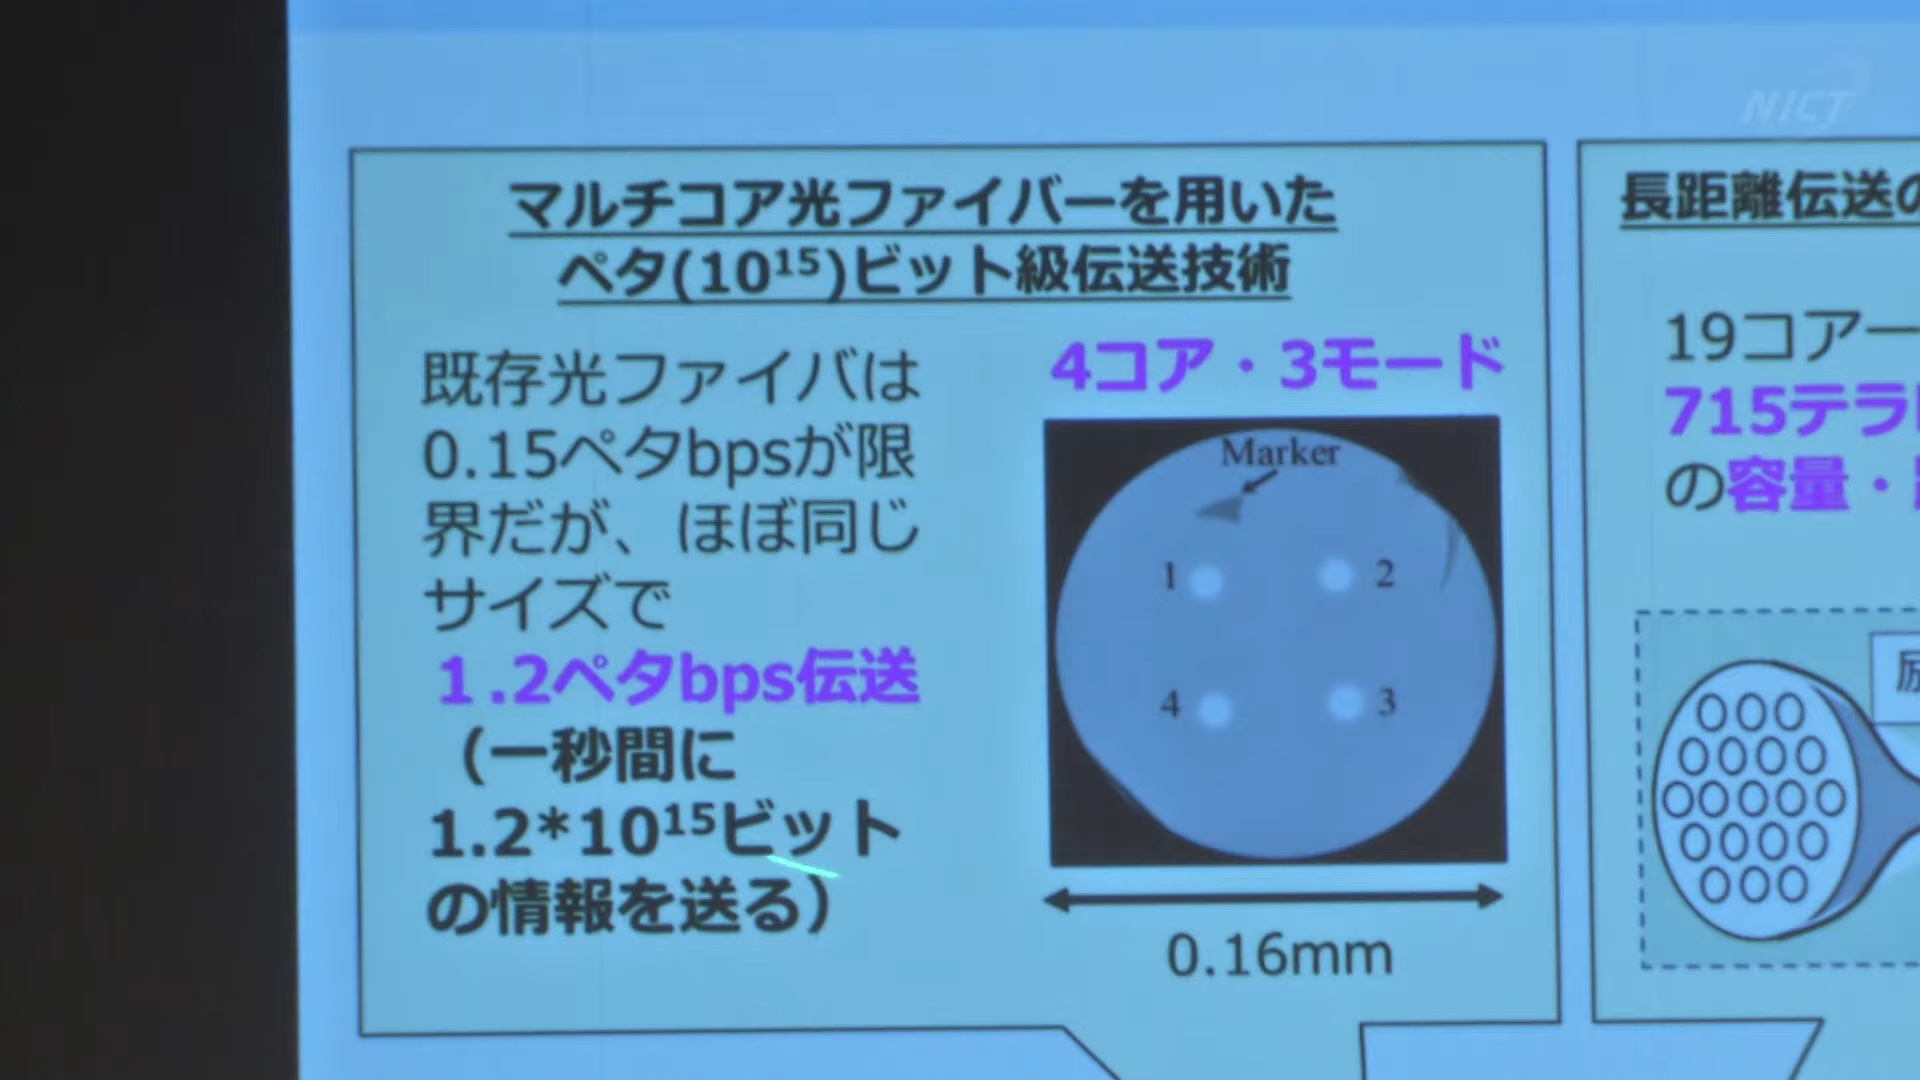 NICT
マルチコア光ファイバーを用いた
ペタ(10¹⁵)ビット級伝送技術
既存光ファイバは
0.15ペタbpsが限
界だが、ほぼ同じ
サイズで
1.2ペタbps伝送
(一秒間に
1.2*10¹⁵ビット
の情報を送る)
4コア・3モード
Marker
1
2
4
3
0.16mm
長距離伝送の
19コアー
715テラ
の容量・
励